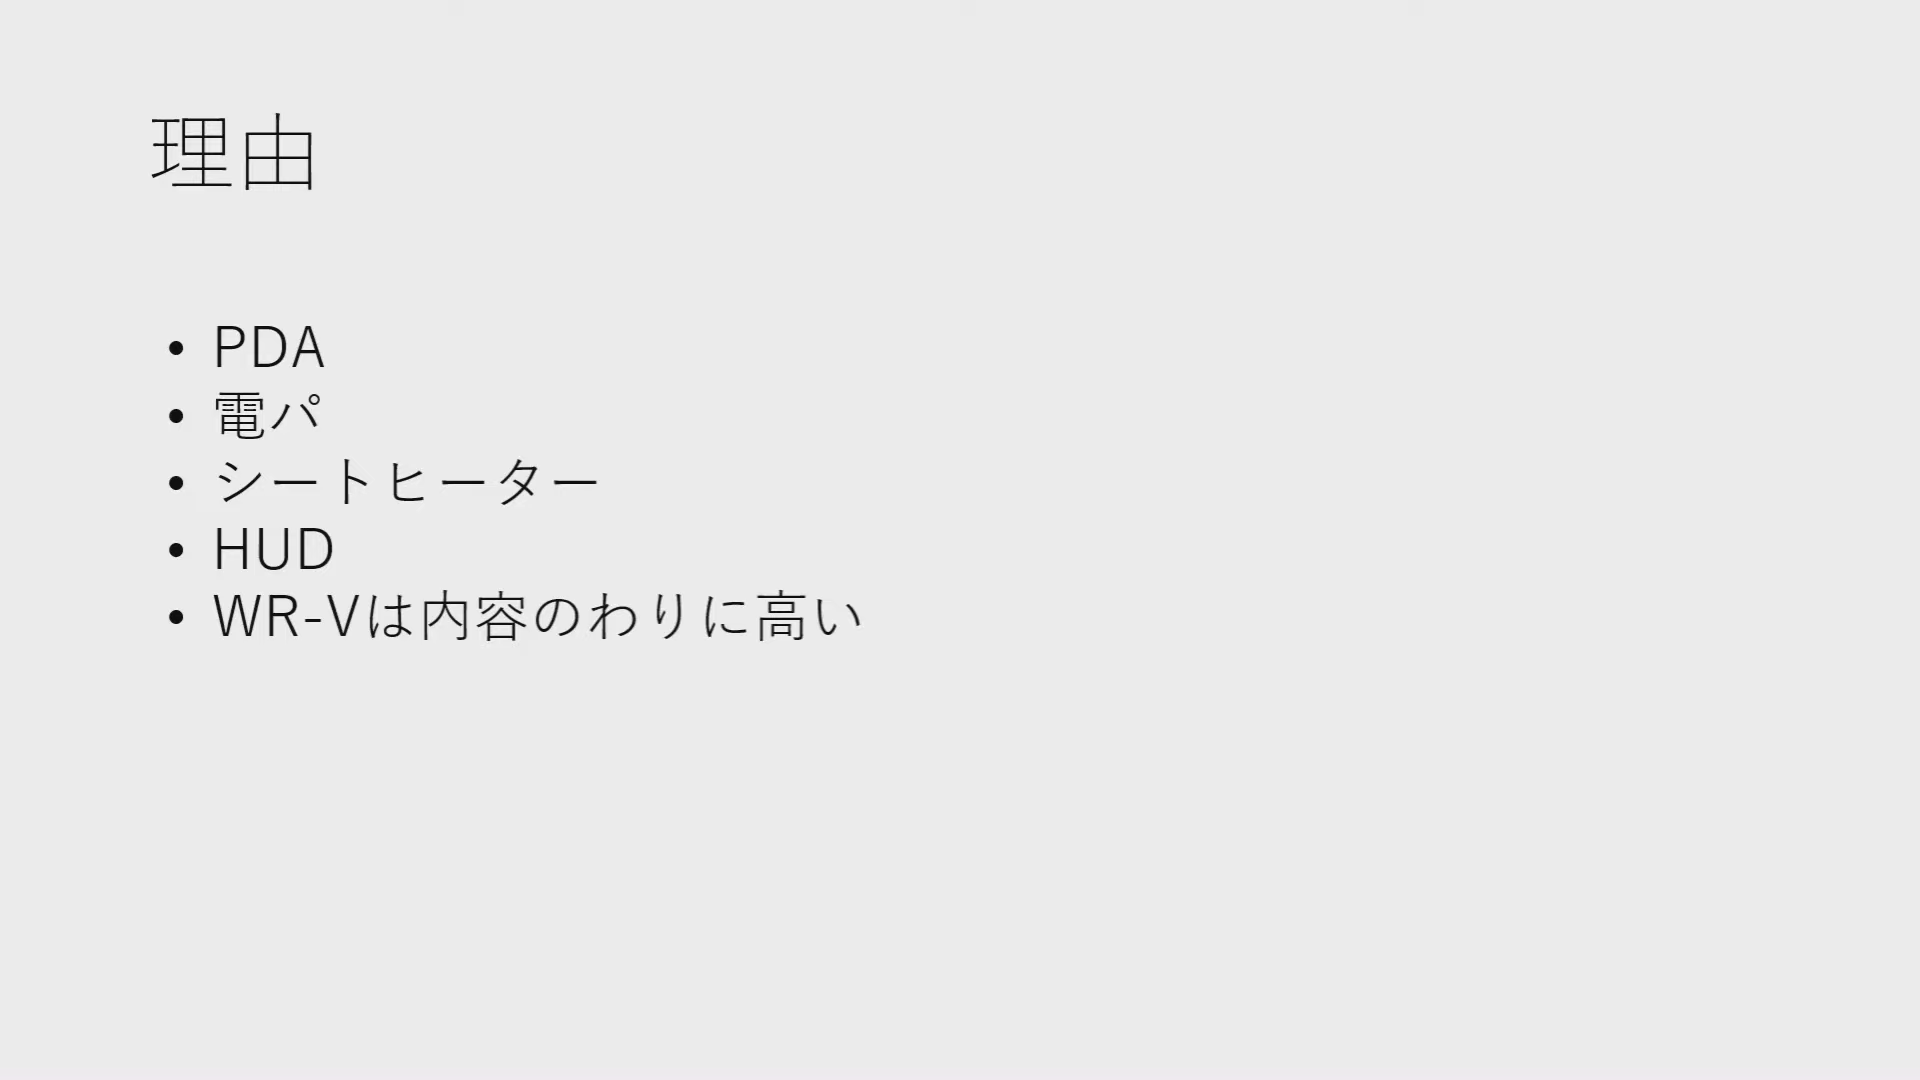 理由
• PDA
• 電パ
• シートヒーター
• HUD
• WR-Vは内容のわりに高い